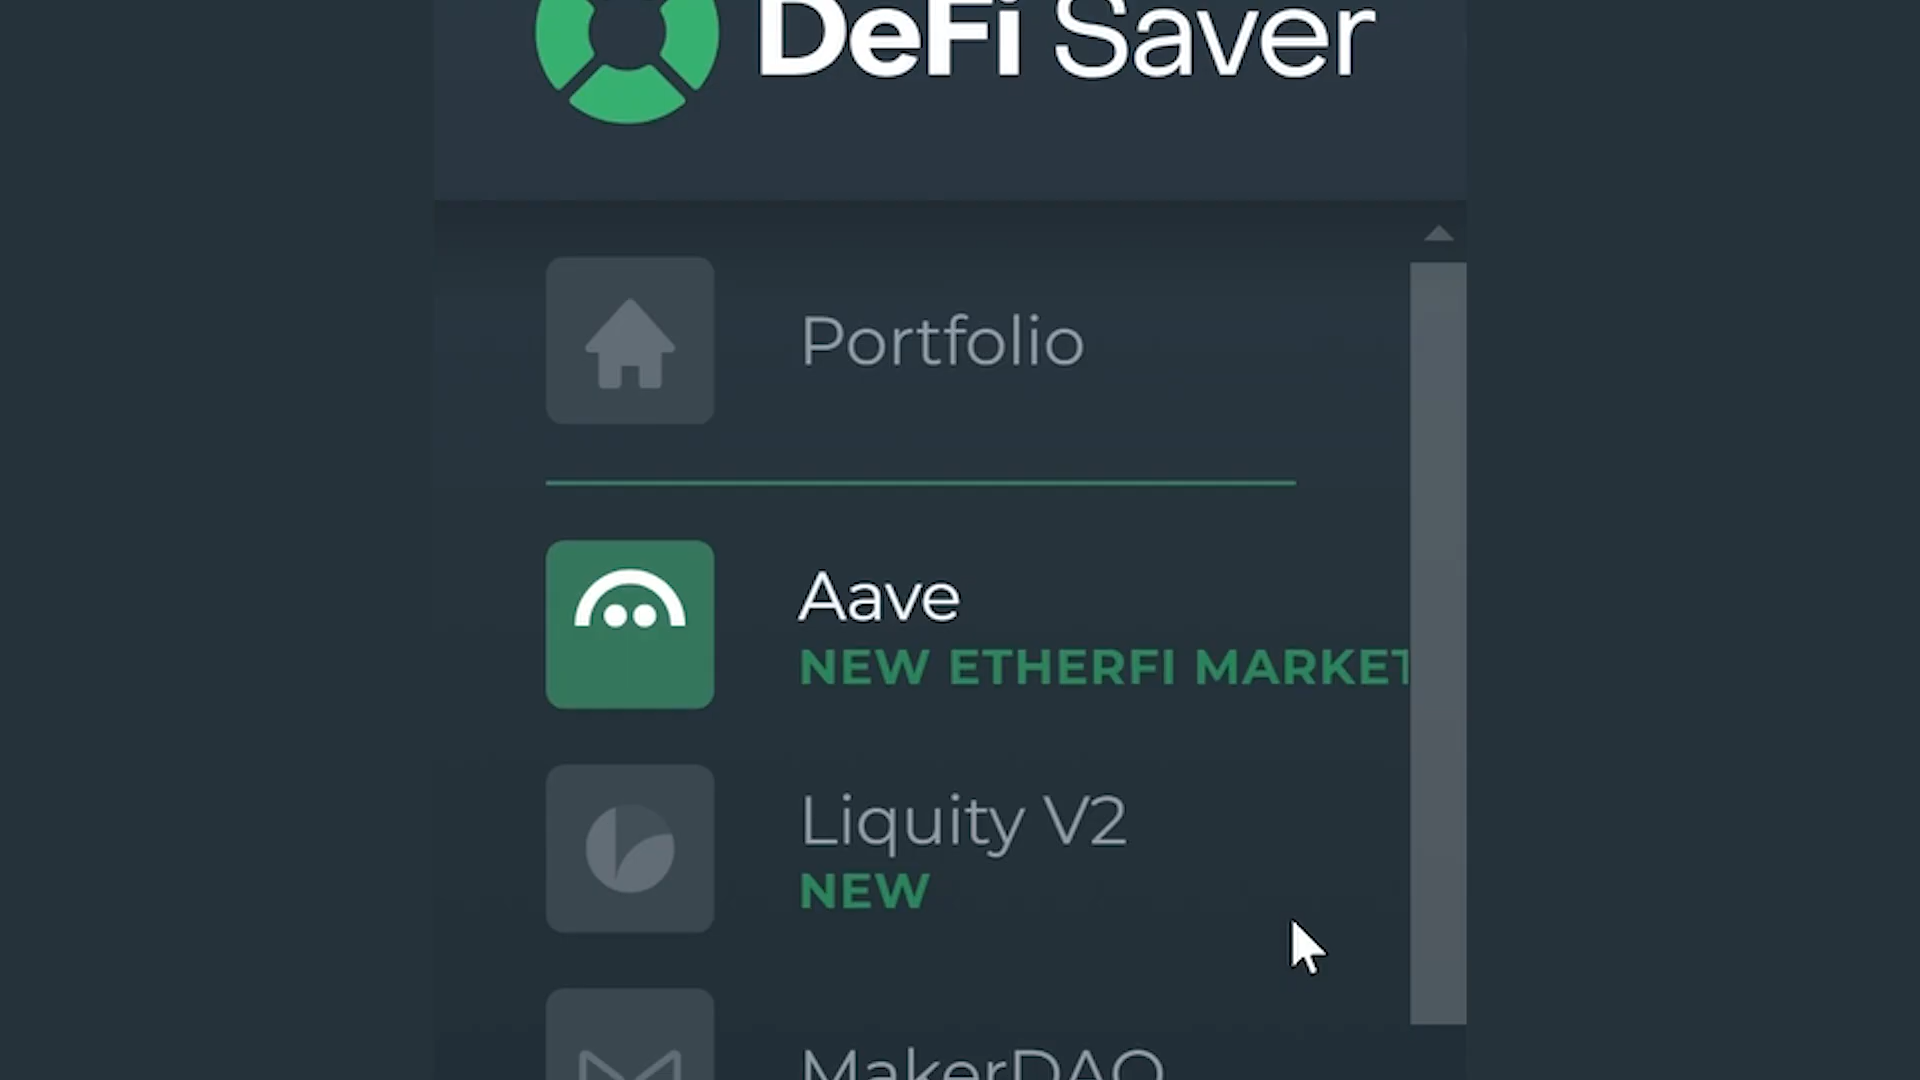 DeFi Saver
Portfolio
Aave
NEW ETHERFI MARKET
Liquity V2
NEW
MakerDAO